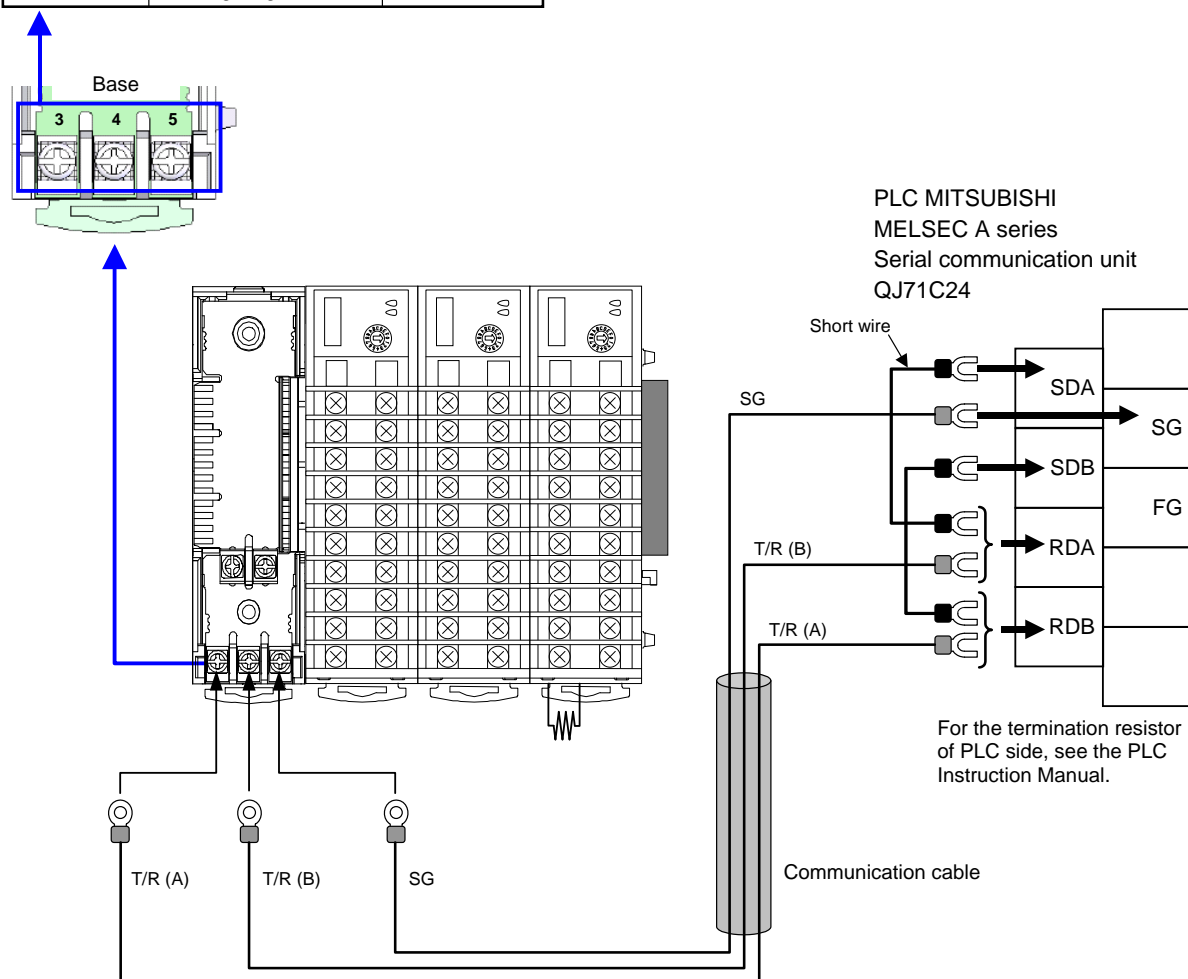 Base
3 4 5
PLC MITSUBISHI
MELSEC A series
Serial communication unit
QJ71C24
Short wire
SDA
SG
SG
SDB
FG
T/R (B)
RDA
T/R (A)
RDB
For the termination resistor
of PLC side, see the PLC
Instruction Manual.
T/R (A)
T/R (B)
SG
Communication cable